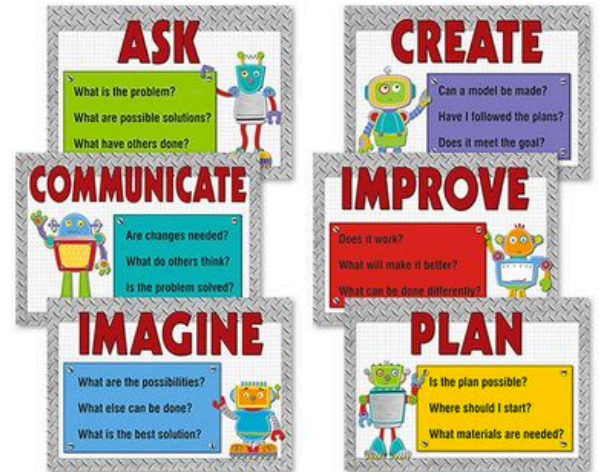 ASK
What is the problem?
What are possible solutions?
What have others done?
CREATE
Can a model be made?
Have I followed the plans?
Does it meet the goal?
COMMUNICATE
Are changes needed?
What do others think?
Is the problem solved?
IMPROVE
Does it work?
What will make it better?
What can be done differently?
IMAGINE
What are the possibilities?
What else can be done?
What is the best solution?
PLAN
Is the plan possible?
Where should I start?
What materials are needed?